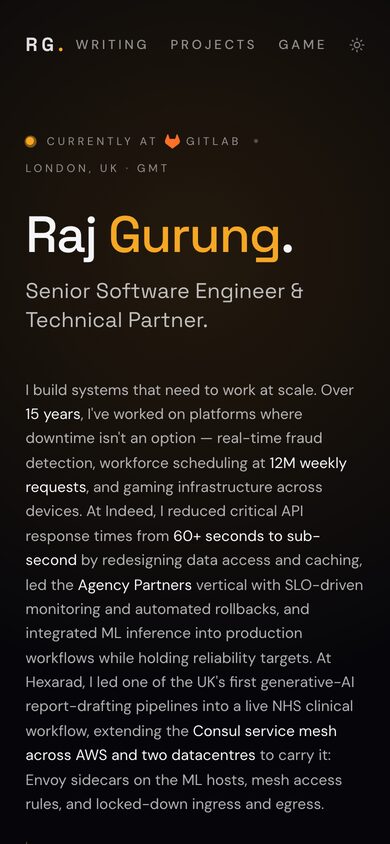 RG. WRITING PROJECTS GAME
CURRENTLY AT GITLAB
LONDON, UK · GMT
Raj Gurung.
Senior Software Engineer &
Technical Partner.
I build systems that need to work at scale. Over
15 years, I've worked on platforms where
downtime isn't an option — real-time fraud
detection, workforce scheduling at 12M weekly
requests, and gaming infrastructure across
devices. At Indeed, I reduced critical API
response times from 60+ seconds to sub-
second by redesigning data access and caching,
led the Agency Partners vertical with SLO-driven
monitoring and automated rollbacks, and
integrated ML inference into production
workflows while holding reliability targets. At
Hexarad, I led one of the UK's first generative-AI
report-drafting pipelines into a live NHS clinical
workflow, extending the Consul service mesh
across AWS and two datacentres to carry it:
Envoy sidecars on the ML hosts, mesh access
rules, and locked-down ingress and egress.